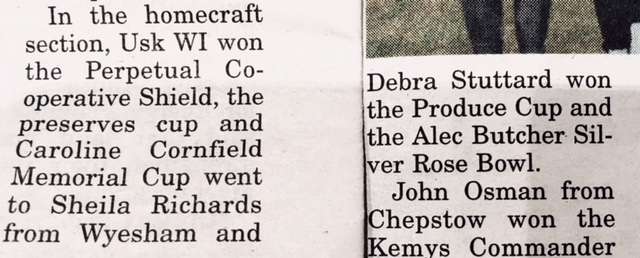 In the homecraft
section, Usk WI won
the Perpetual Co-
operative Shield, the
preserves cup and
Caroline Cornfield
Memorial Cup went
to Sheila Richards
from Wyesham and
Debra Stuttard won
the Produce Cup and
the Alec Butcher Sil-
ver Rose Bowl.
John Osman from
Chepstow won the
Kemys Commander